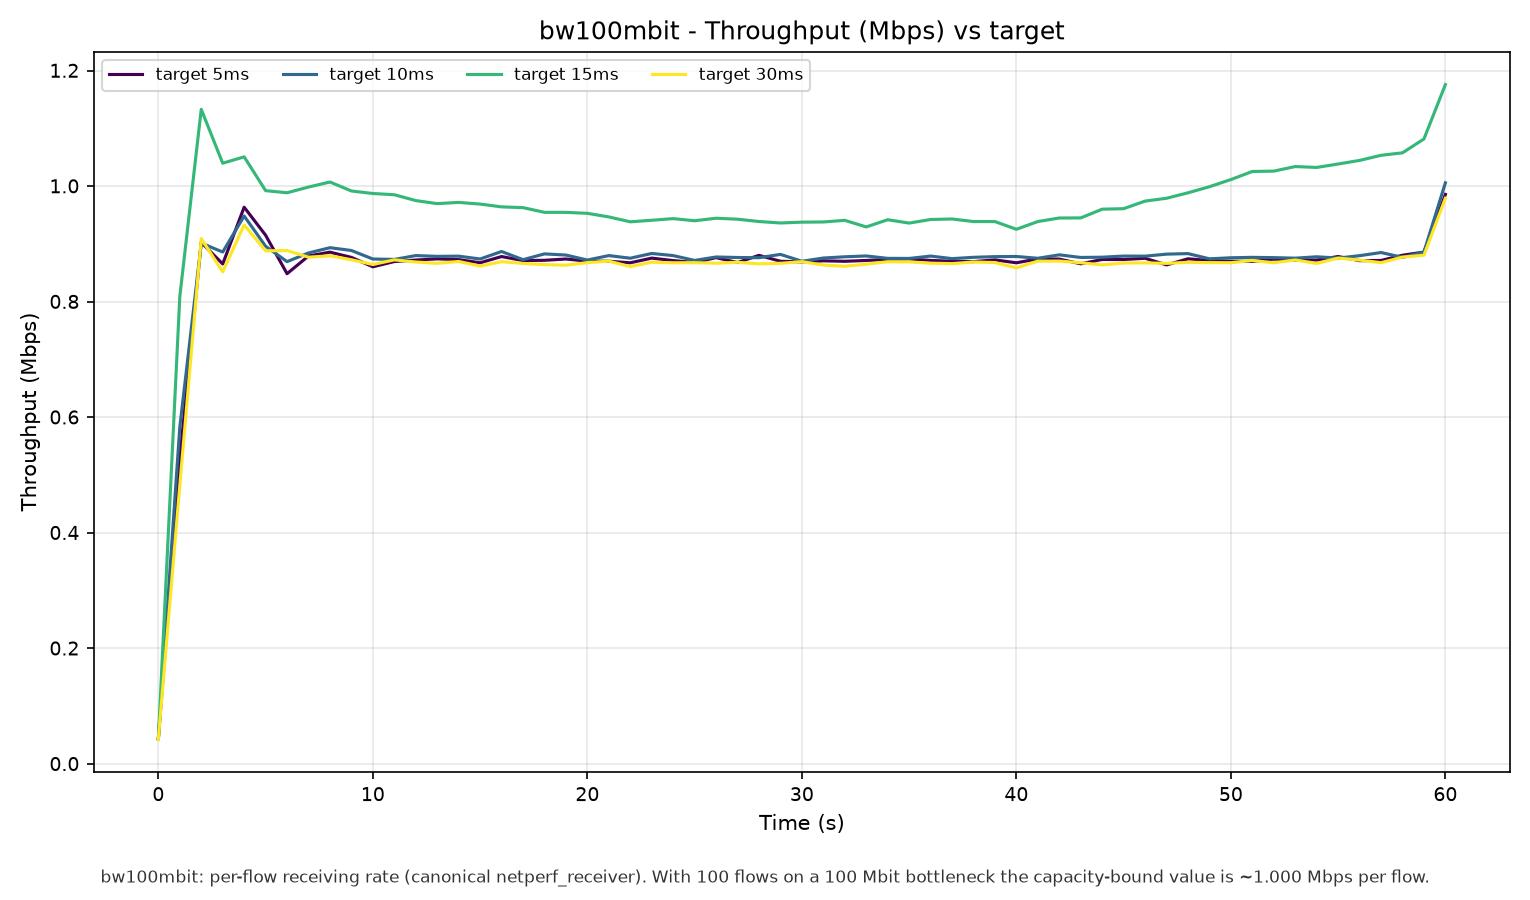 bw100mbit - Throughput (Mbps) vs target
target 5ms target 10ms target 15ms target 30ms
Throughput (Mbps)
1.2
1.0
0.8
0.6
0.4
0.2
0.0
0 10 20 30 40 50 60
Time (s)
bw100mbit: per-flow receiving rate (canonical netperf_receiver). With 100 flows on a 100 Mbit bottleneck the capacity-bound value is ~1.000 Mbps per flow.